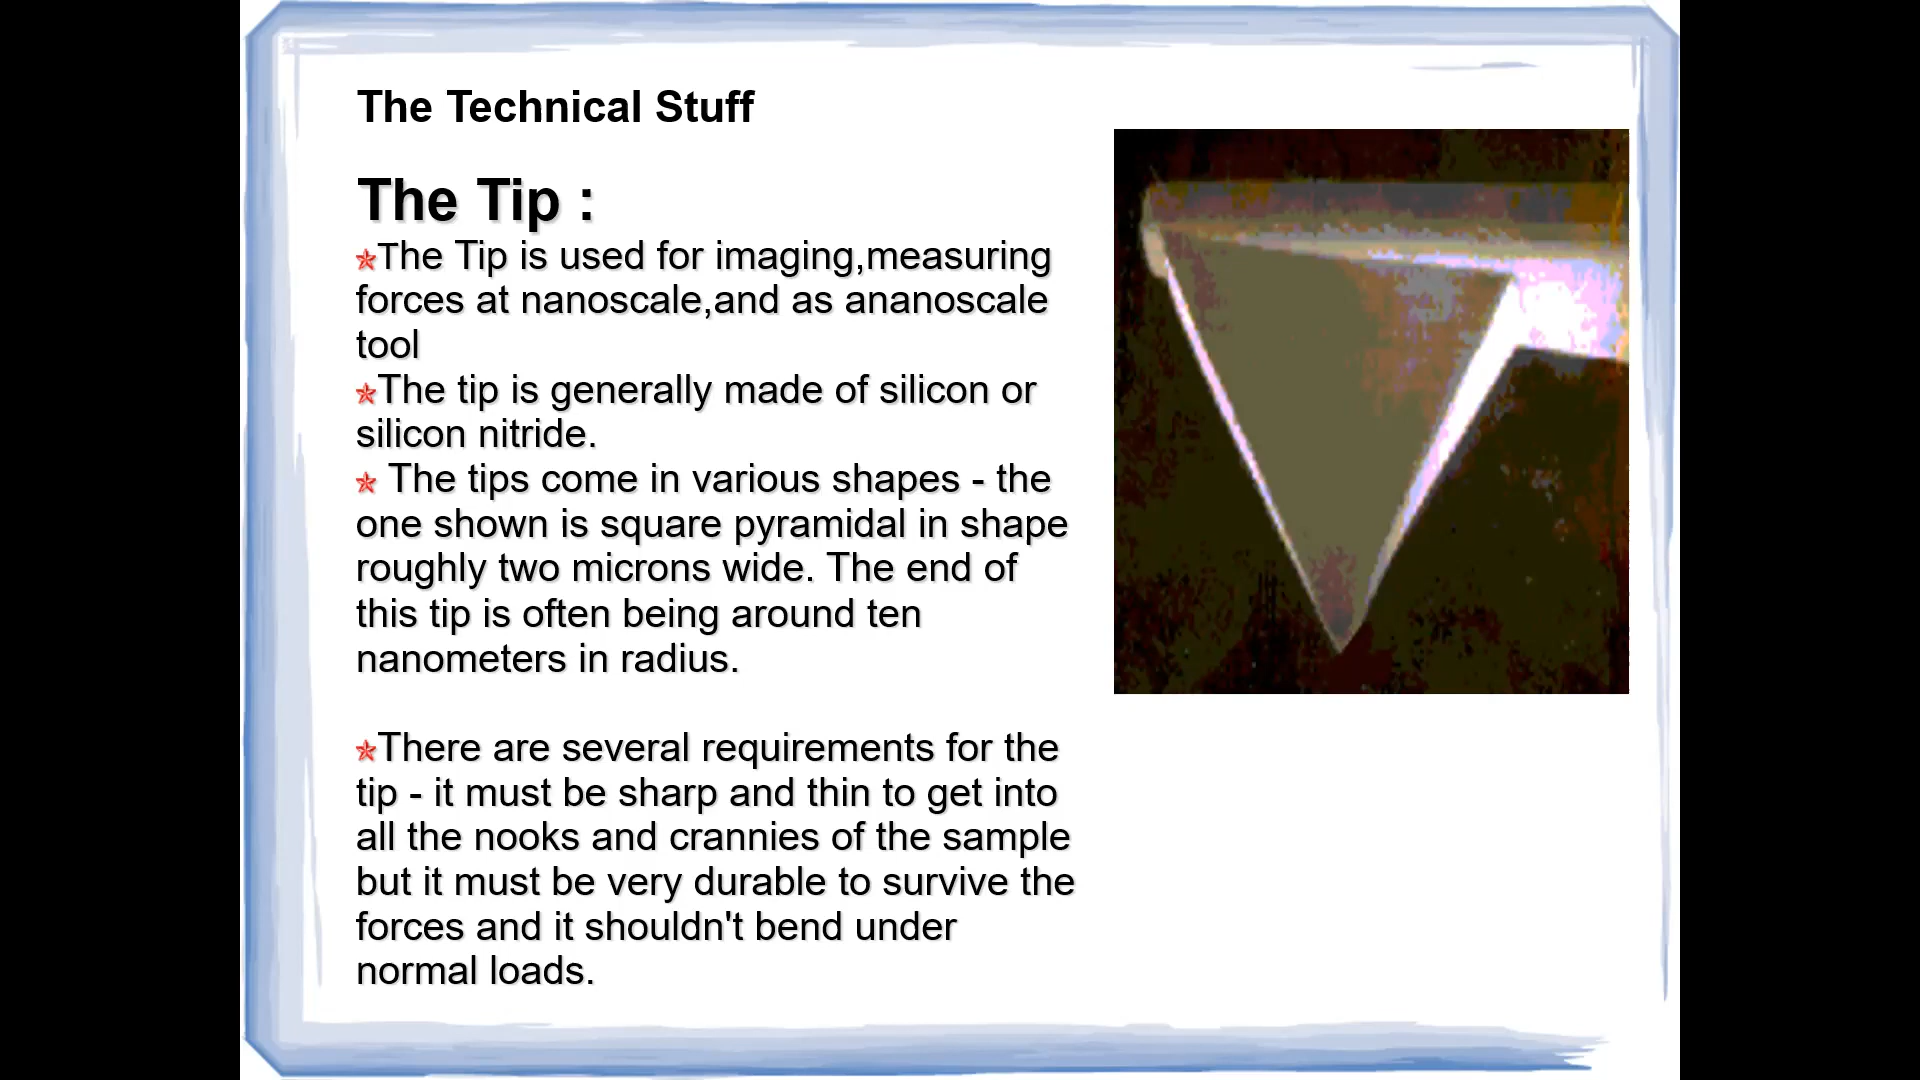 The Technical Stuff
The Tip :
The Tip is used for imaging,measuring
forces at nanoscale,and as ananoscale
tool
The tip is generally made of silicon or
silicon nitride.
The tips come in various shapes - the
one shown is square pyramidal in shape
roughly two microns wide. The end of
this tip is often being around ten
nanometers in radius.
There are several requirements for the
tip - it must be sharp and thin to get into
all the nooks and crannies of the sample
but it must be very durable to survive the
forces and it shouldn't bend under
normal loads.